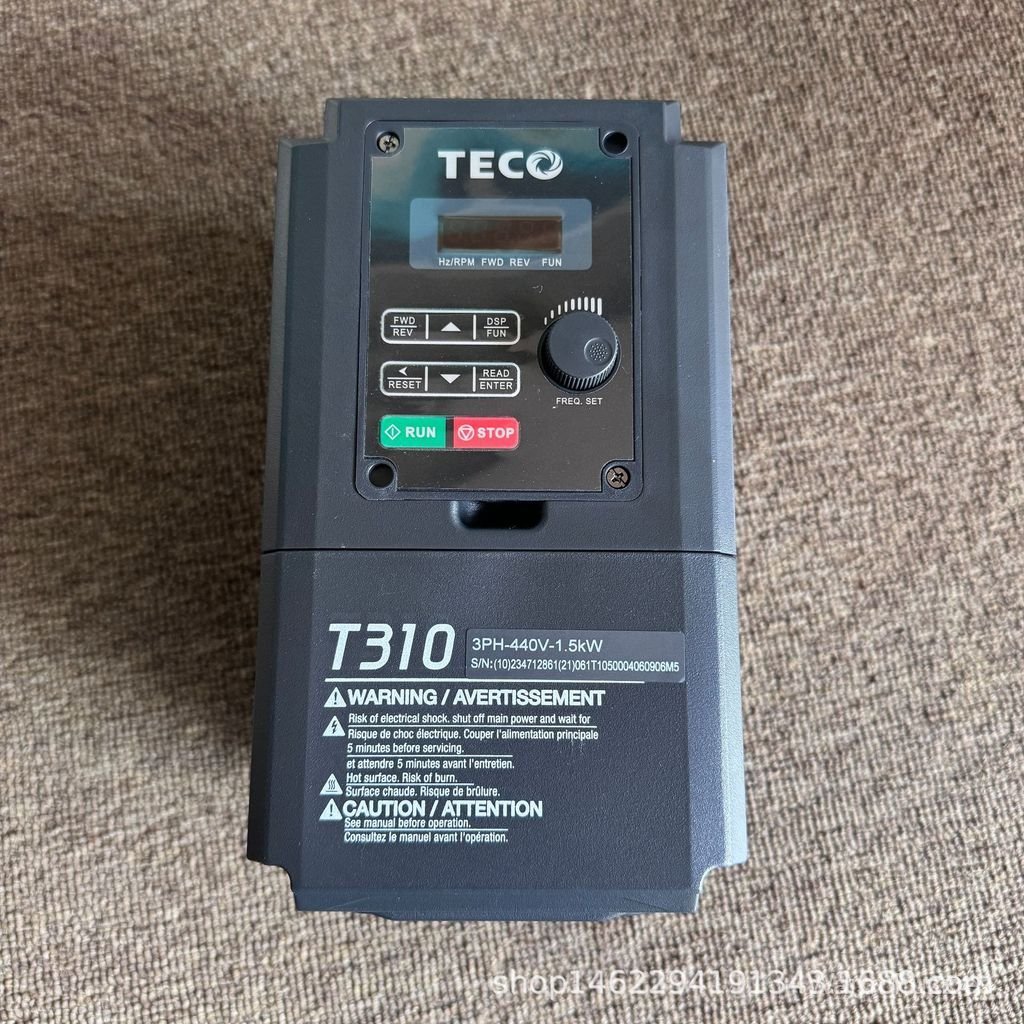 TECO
Hz/RPM FWD REV FUN
FWD
REV
DSP
FUN
RESET
READ
ENTER
FREQ. SET
RUN
STOP
T310
3PH-440V-1.5kW
S/N:(10)234712861(21)061T1050004060906M5
WARNING / AVERTISSEMENT
Risk of electrical shock. shut off main power and wait for
Risque de choc électrique. Couper l'alimentation principale
5 minutes before servicing.
et attendre 5 minutes avant l'entretien.
Hot surface. Risk of burn.
Surface chaude. Risque de brûlure.
CAUTION / ATTENTION
See manual before operation.
Consultez le manuel avant l'opération.
shop1462294191343.1688.com